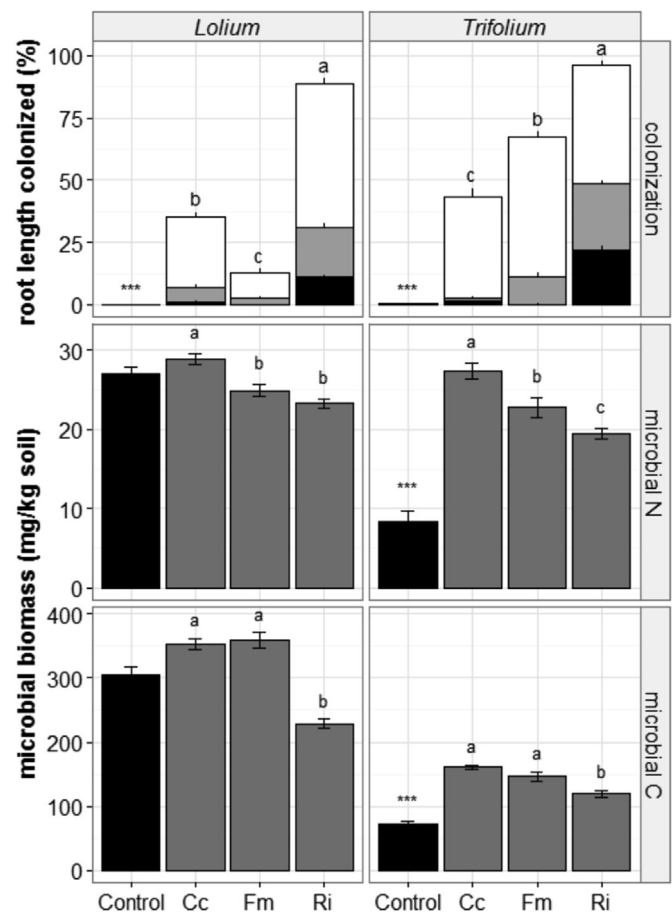 Lolium Trifolium
root length colonized (%)
100
75
50
25
0
*** b c a
*** c b a
colonization
microbial biomass (mg/kg soil)
30
20
10
0
a b b
*** a b c
microbial N
400
300
200
100
0
a a b
*** a a b
microbial C
Control Cc Fm Ri Control Cc Fm Ri